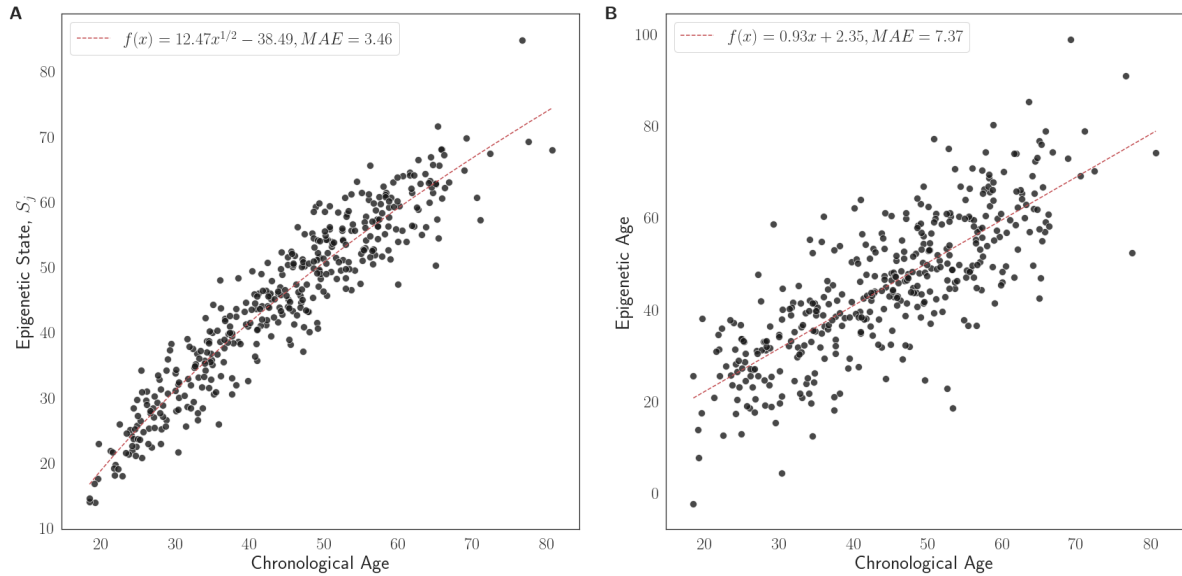 A
f(x) = 12.47x^{1/2} − 38.49, MAE = 3.46
80
70
60
50
40
30
20
10
Epigenetic State, S_j
20 30 40 50 60 70 80
Chronological Age
B
f(x) = 0.93x + 2.35, MAE = 7.37
100
80
60
40
20
0
Epigenetic Age
20 30 40 50 60 70 80
Chronological Age